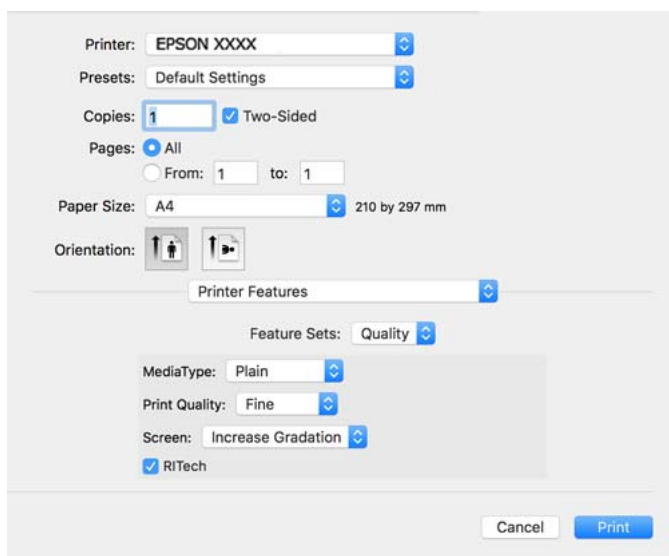 Printer: EPSON XXXX
Presets: Default Settings
Copies: 1 Two-Sided
Pages: All
From: 1 to: 1
Paper Size: A4 210 by 297 mm
Orientation:
Printer Features
Feature Sets: Quality
MediaType: Plain
Print Quality: Fine
Screen: Increase Gradation
RITech
Cancel Print